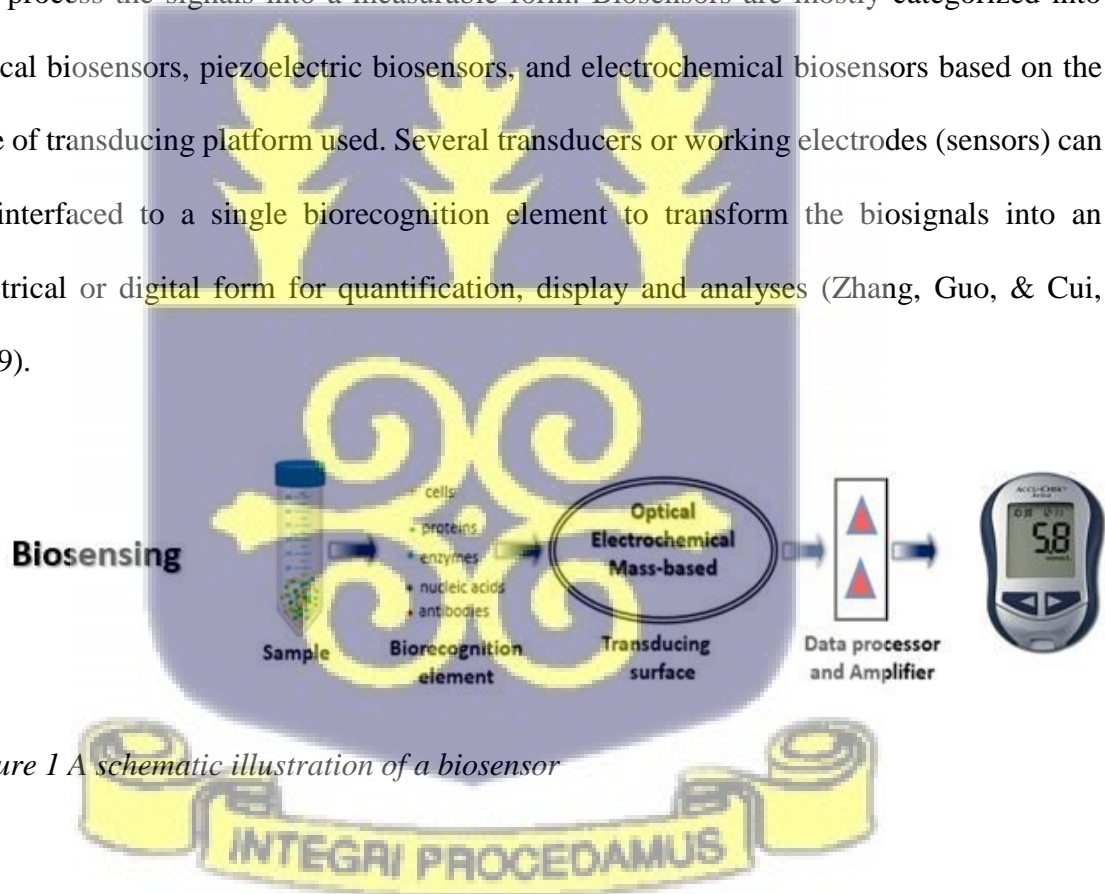 process the signals into a measurable form. Biosensors are mostly categorized into
ical biosensors, piezoelectric biosensors, and electrochemical biosensors based on the
e of transducing platform used. Several transducers or working electrodes (sensors) can
interfaced to a single biorecognition element to transform the biosignals into an
trical or digital form for quantification, display and analyses (Zhang, Guo, & Cui,
9).
Biosensing
cells
proteins
enzymes
nucleic acids
antibodies
Optical
Electrochemical
Mass-based
ACCU-CHEK
5.8
Sample
Biorecognition
element
Transducing
surface
Data processor
and Amplifier
ure 1 A schematic illustration of a biosensor
INTEGRI PROCEDAMUS